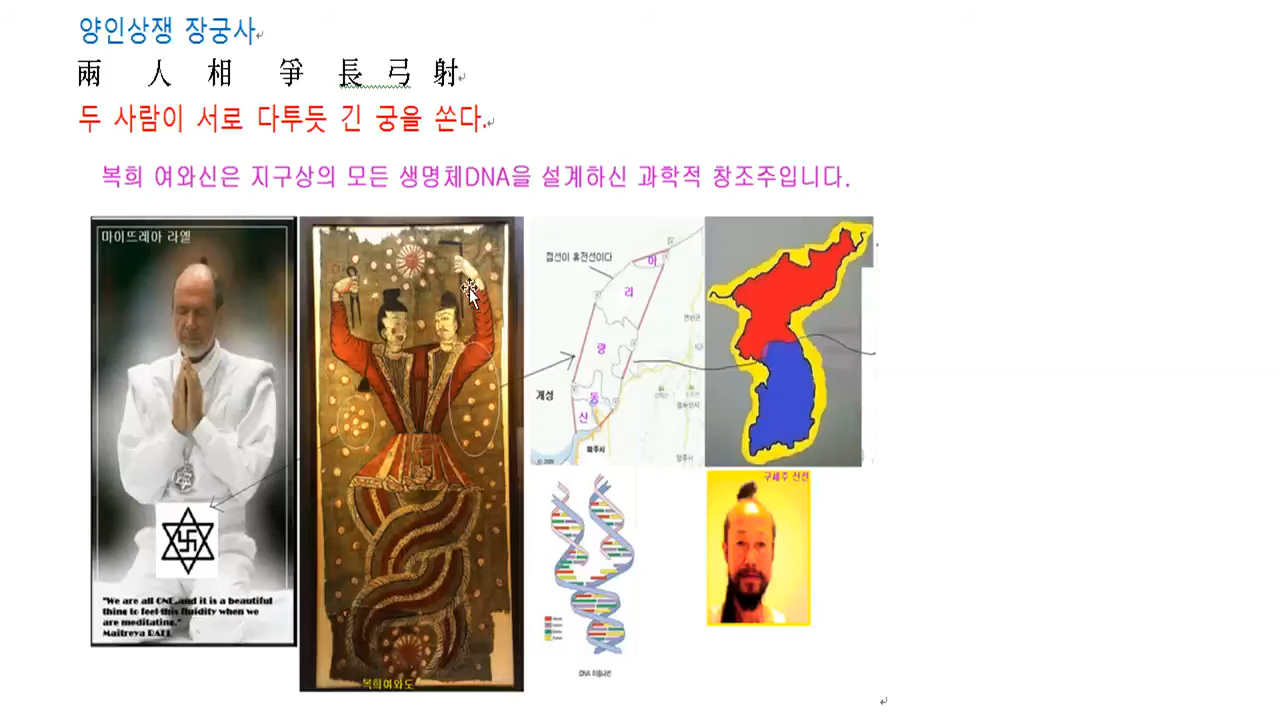 양인상쟁 장궁사
兩 人 相 爭 長 弓 射
두 사람이 서로 다투듯 긴 궁을 쏜다.
복희 여와신은 지구상의 모든 생명체DNA을 설계하신 과학적 창조주입니다.
마이뜨레아 라엘
"We are all ONE and it is a beautiful
thing to feel this fluidity when we
are meditating."
Maitreya RAEL
복희여와도
점선이 휴전선이다
아
리
랑
동
신
개성
파주시
DNA 이중나선
구세주 신선